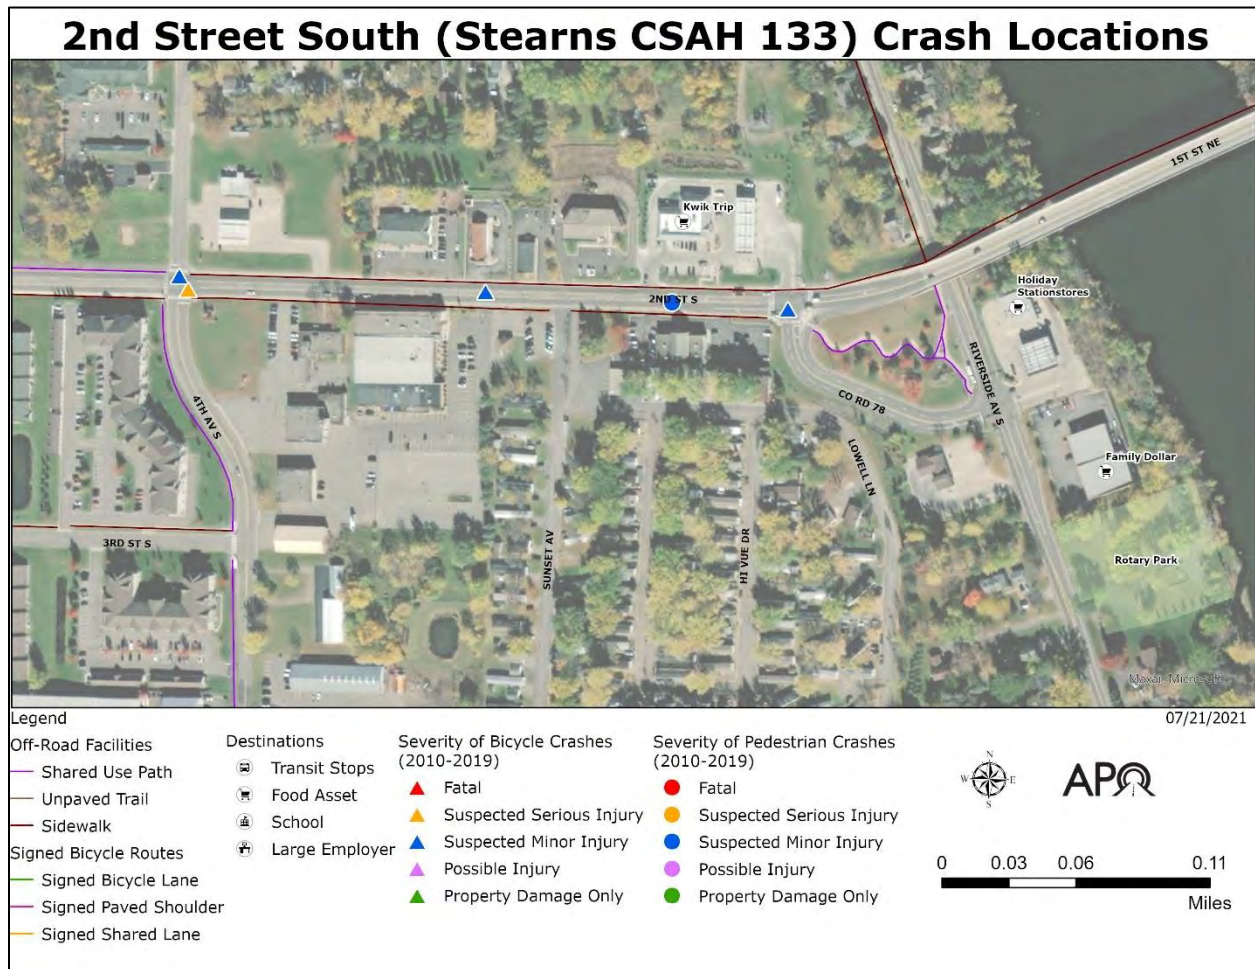 2nd Street South (Stearns CSAH 133) Crash Locations
1ST ST NE
Kwik Trip
2ND ST S
Holiday
Stationstores
RIVERSIDE AV S
4TH AV S
CO RD 78
LOWELL LN
Family Dollar
3RD ST S
SUNSET AV
HI VUE DR
Rotary Park
Maxar, Microsoft
Legend
07/21/2021
Off-Road Facilities
Shared Use Path
Unpaved Trail
Sidewalk
Signed Bicycle Routes
Signed Bicycle Lane
Signed Paved Shoulder
Signed Shared Lane
Destinations
Transit Stops
Food Asset
School
Large Employer
Severity of Bicycle Crashes
(2010-2019)
Fatal
Suspected Serious Injury
Suspected Minor Injury
Possible Injury
Property Damage Only
Severity of Pedestrian Crashes
(2010-2019)
Fatal
Suspected Serious Injury
Suspected Minor Injury
Possible Injury
Property Damage Only
N
W E
S
APO
0 0.03 0.06 0.11
Miles